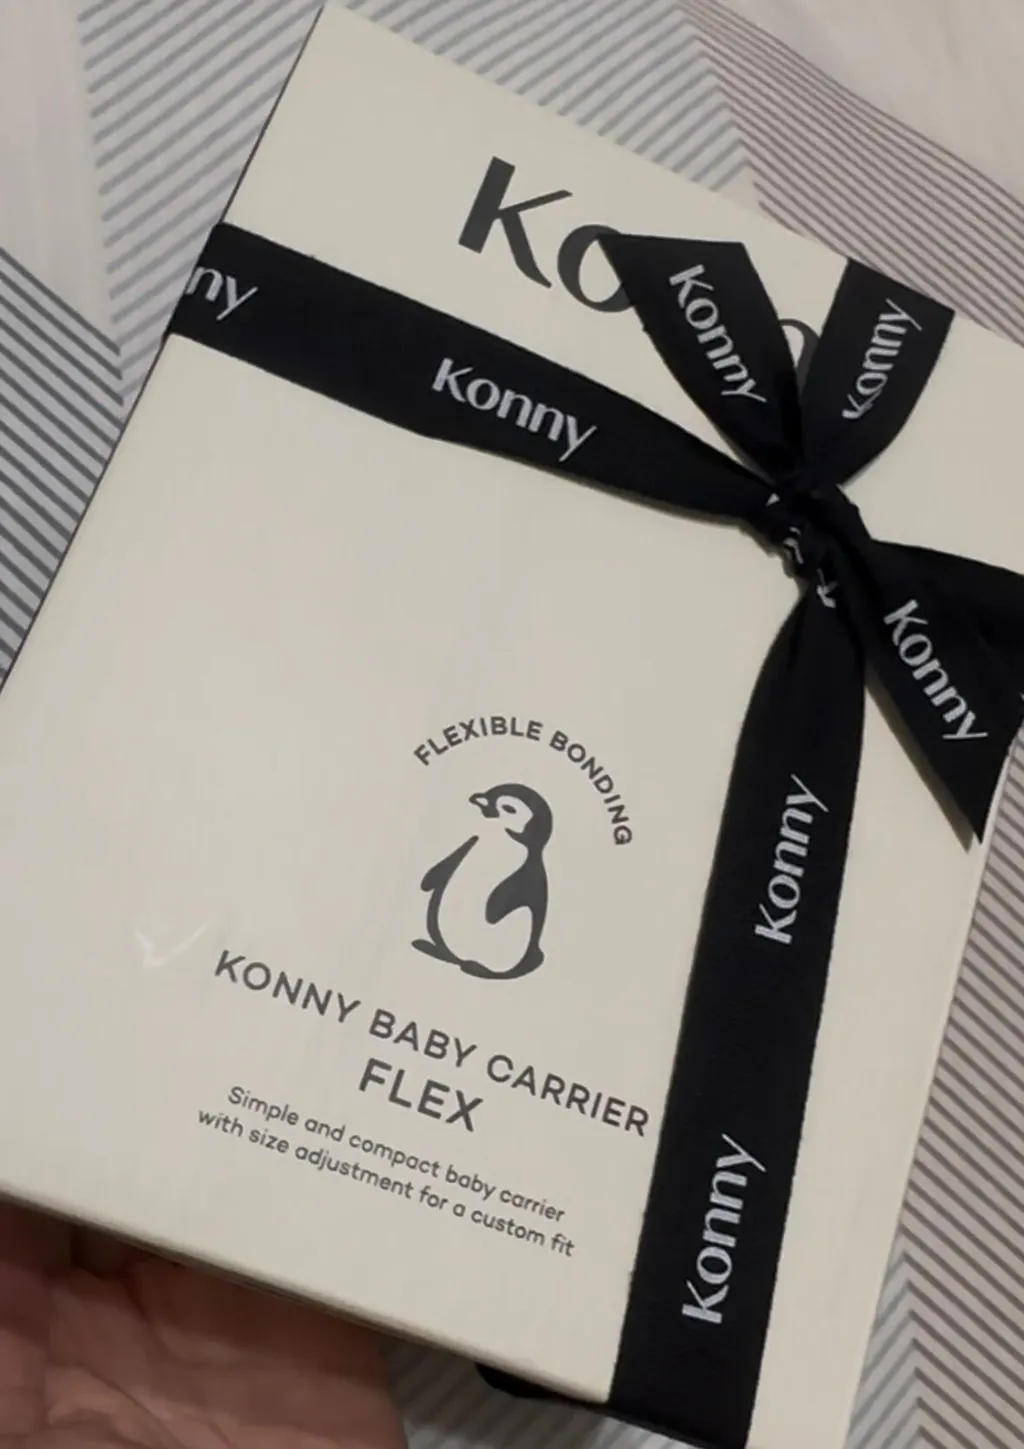 Ko
nny
Konny
Konny
Konny
Konny
Konny
Konny
FLEXIBLE BONDING
KONNY BABY CARRIER
FLEX
Simple and compact baby carrier
with size adjustment for a custom fit